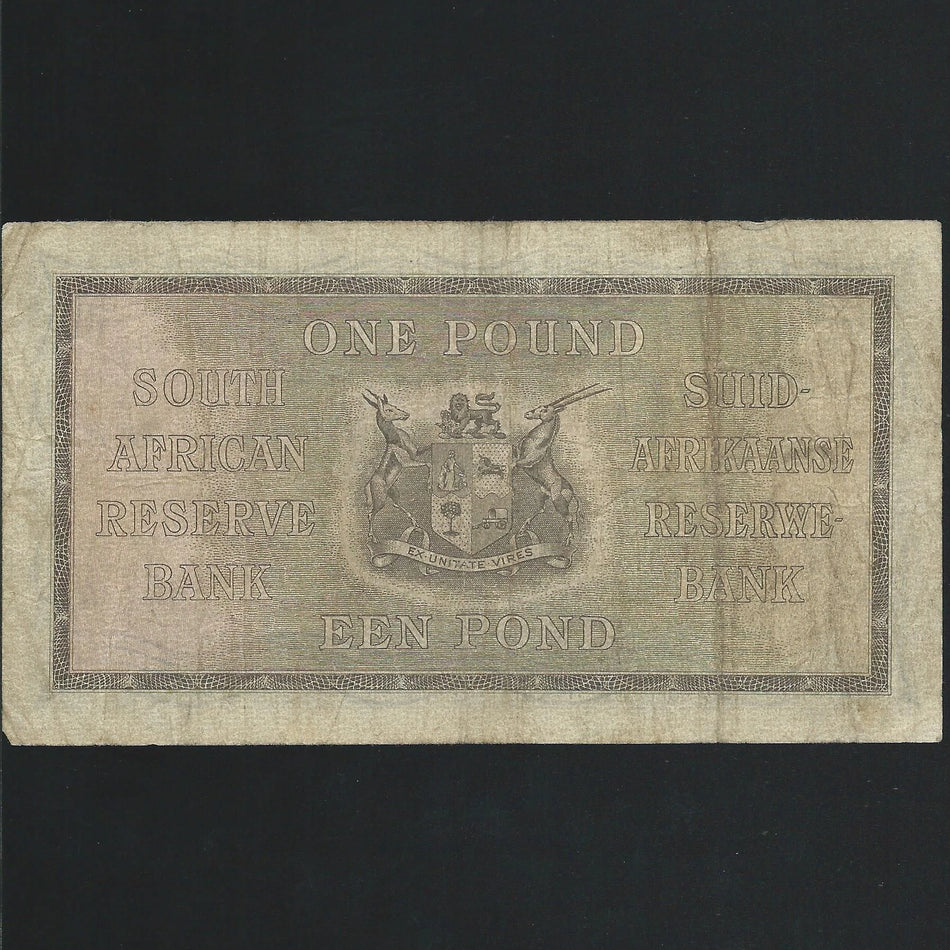 ONE POUND
SOUTH
AFRICAN
RESERVE
BANK
SUID-
AFRIKAANSE
RESERWE-
BANK
EX·UNITATE·VIRES
EEN POND